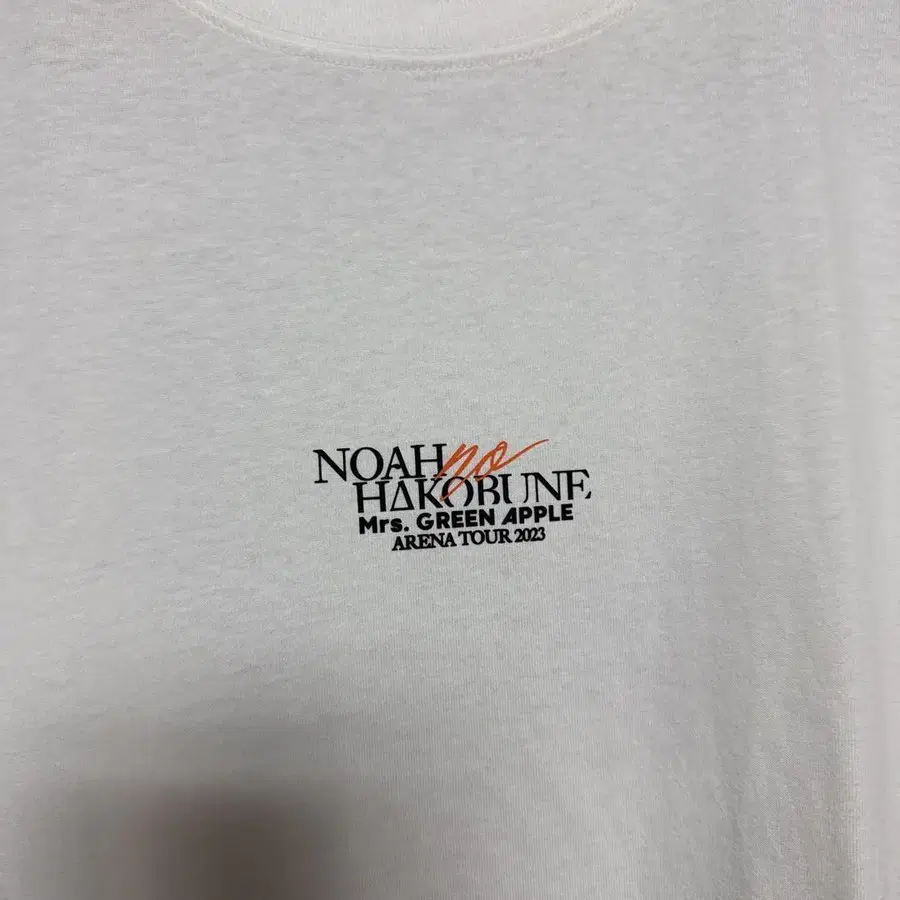 NOAH no
HAKOBUNE
Mrs. GREEN APPLE
ARENA TOUR 2023